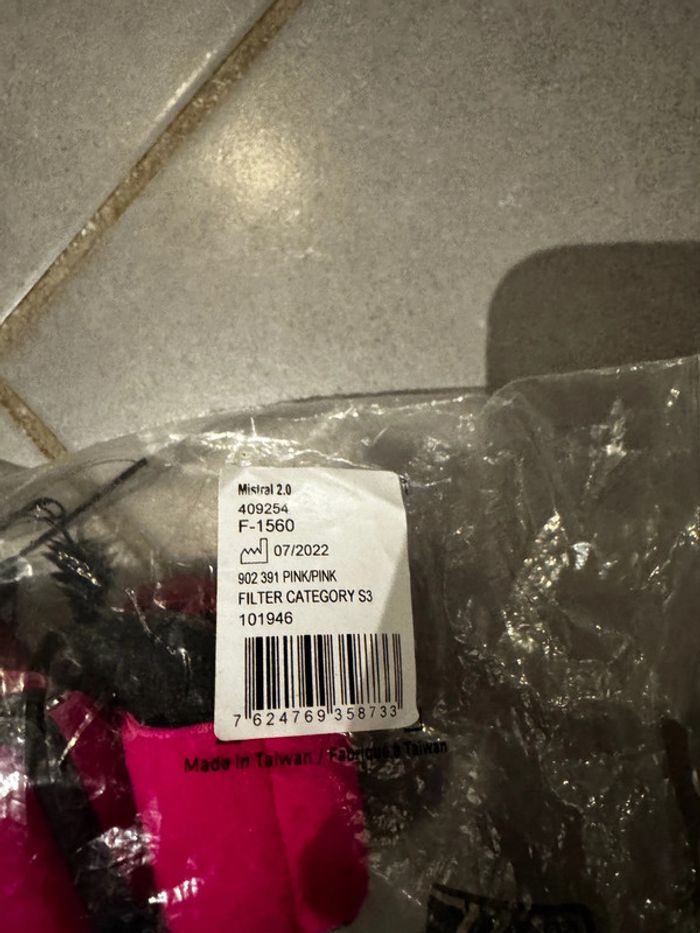 Mistral 2.0
409254
F-1560
07/2022
902 391 PINK/PINK
FILTER CATEGORY S3
101946
7 624769 358733
Made in Taiwan / Fabriqué à Taiwan